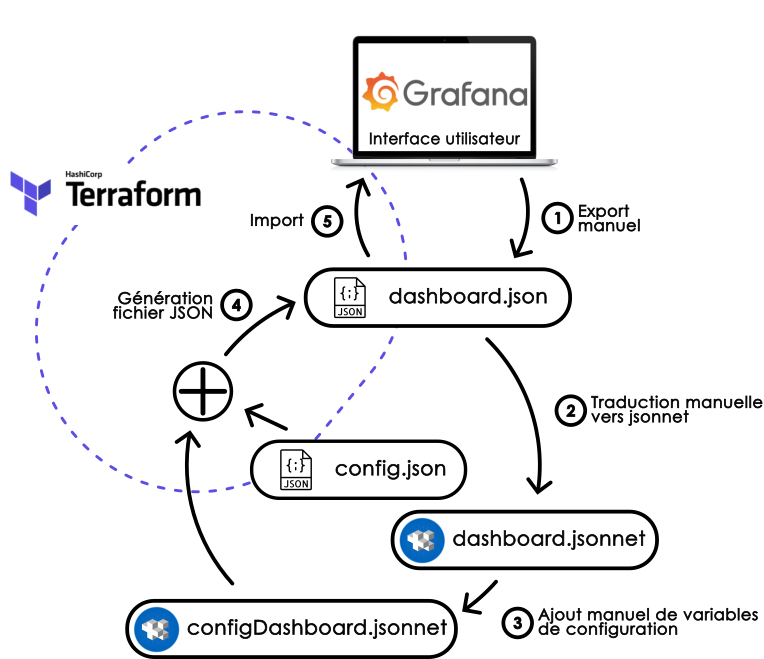 Grafana
Interface utilisateur
HashiCorp
Terraform
Import 5
1 Export
manuel
Génération
fichier JSON 4
{;}
JSON
dashboard.json
2 Traduction manuelle
vers jsonnet
{;}
JSON
config.json
dashboard.jsonnet
configDashboard.jsonnet
3 Ajout manuel de variables
de configuration